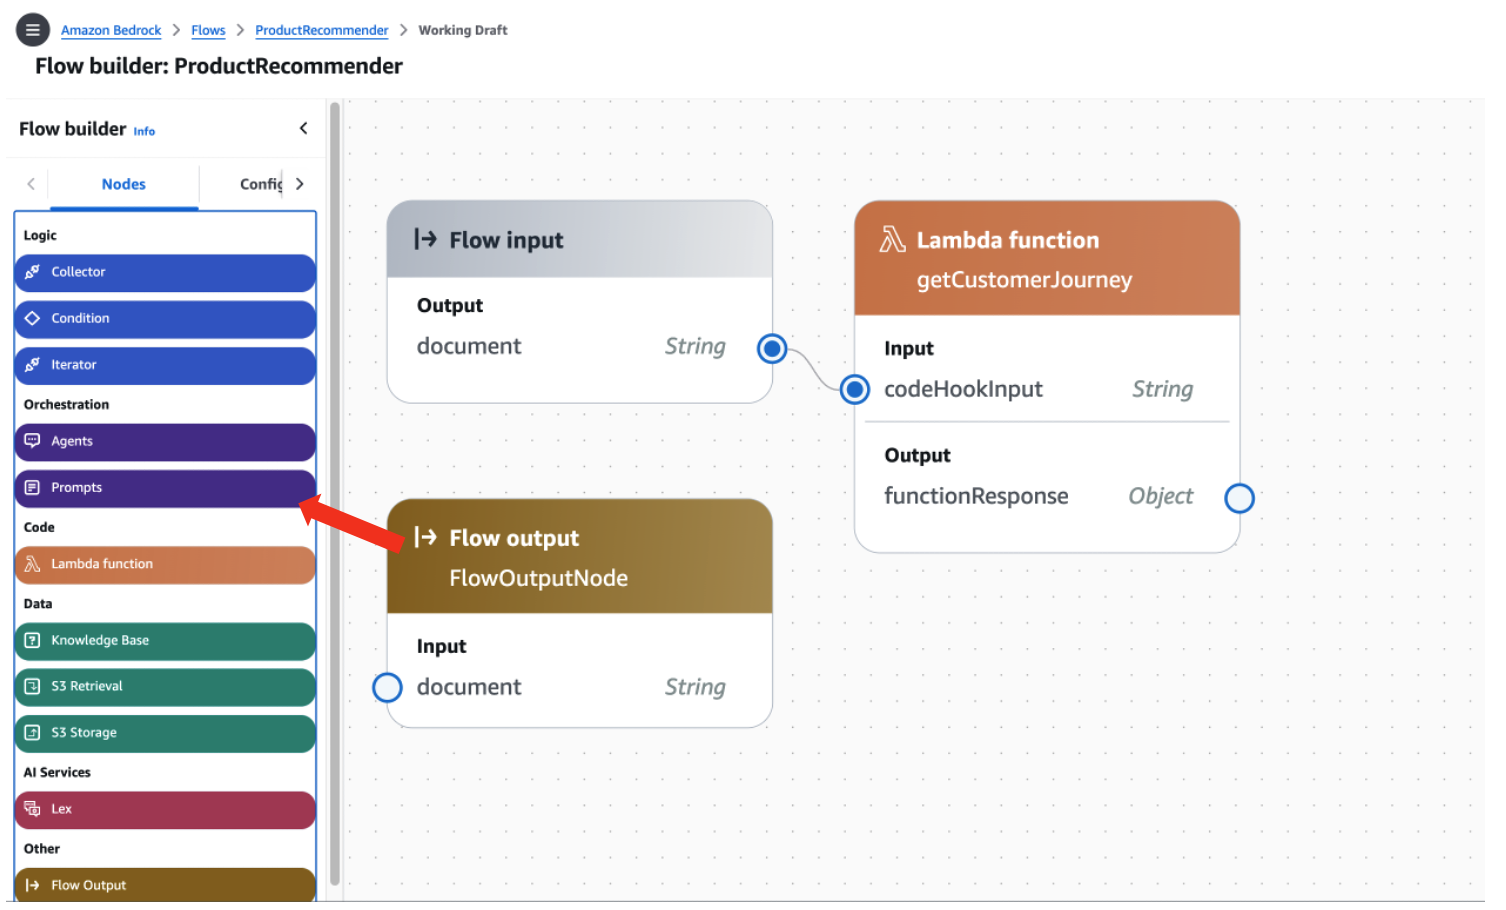 Amazon Bedrock > Flows > ProductRecommender > Working Draft
Flow builder: ProductRecommender
Flow builder Info
Nodes
Config
Logic
Collector
Condition
Iterator
Orchestration
Agents
Prompts
Code
Lambda function
Data
Knowledge Base
S3 Retrieval
S3 Storage
AI Services
Lex
Other
Flow Output
Flow input
Output
document String
Lambda function
getCustomerJourney
Input
codeHookInput String
Output
functionResponse Object
Flow output
FlowOutputNode
Input
document String